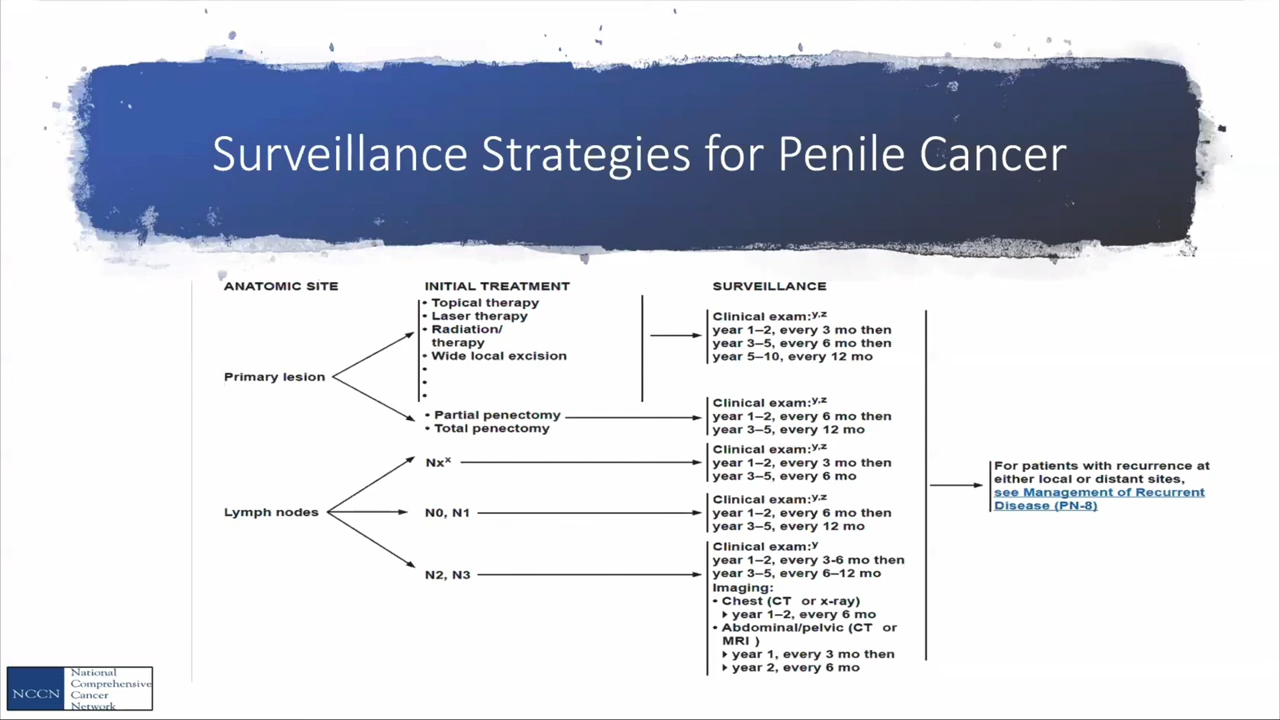 Surveillance Strategies for Penile Cancer
ANATOMIC SITE
INITIAL TREATMENT
SURVEILLANCE
Primary lesion
• Topical therapy
• Laser therapy
• Radiation/
therapy
• Wide local excision
•
•
•
Clinical exam:y,z
year 1–2, every 3 mo then
year 3–5, every 6 mo then
year 5–10, every 12 mo
• Partial penectomy
• Total penectomy
Clinical exam:y,z
year 1–2, every 6 mo then
year 3–5, every 12 mo
Lymph nodes
Nxx
Clinical exam:y,z
year 1–2, every 3 mo then
year 3–5, every 6 mo
N0, N1
Clinical exam:y,z
year 1–2, every 6 mo then
year 3–5, every 12 mo
N2, N3
Clinical exam:y
year 1–2, every 3-6 mo then
year 3–5, every 6–12 mo
Imaging:
• Chest (CT or x-ray)
year 1–2, every 6 mo
• Abdominal/pelvic (CT or
MRI )
year 1, every 3 mo then
year 2, every 6 mo
For patients with recurrence at
either local or distant sites,
see Management of Recurrent
Disease (PN-8)
NCCN
National
Comprehensive
Cancer
Network